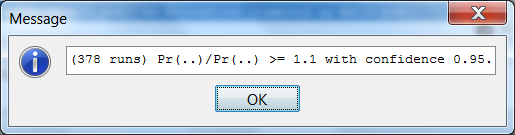 Message
(378 runs) Pr(..)/Pr(..) >= 1.1 with confidence 0.95.
OK